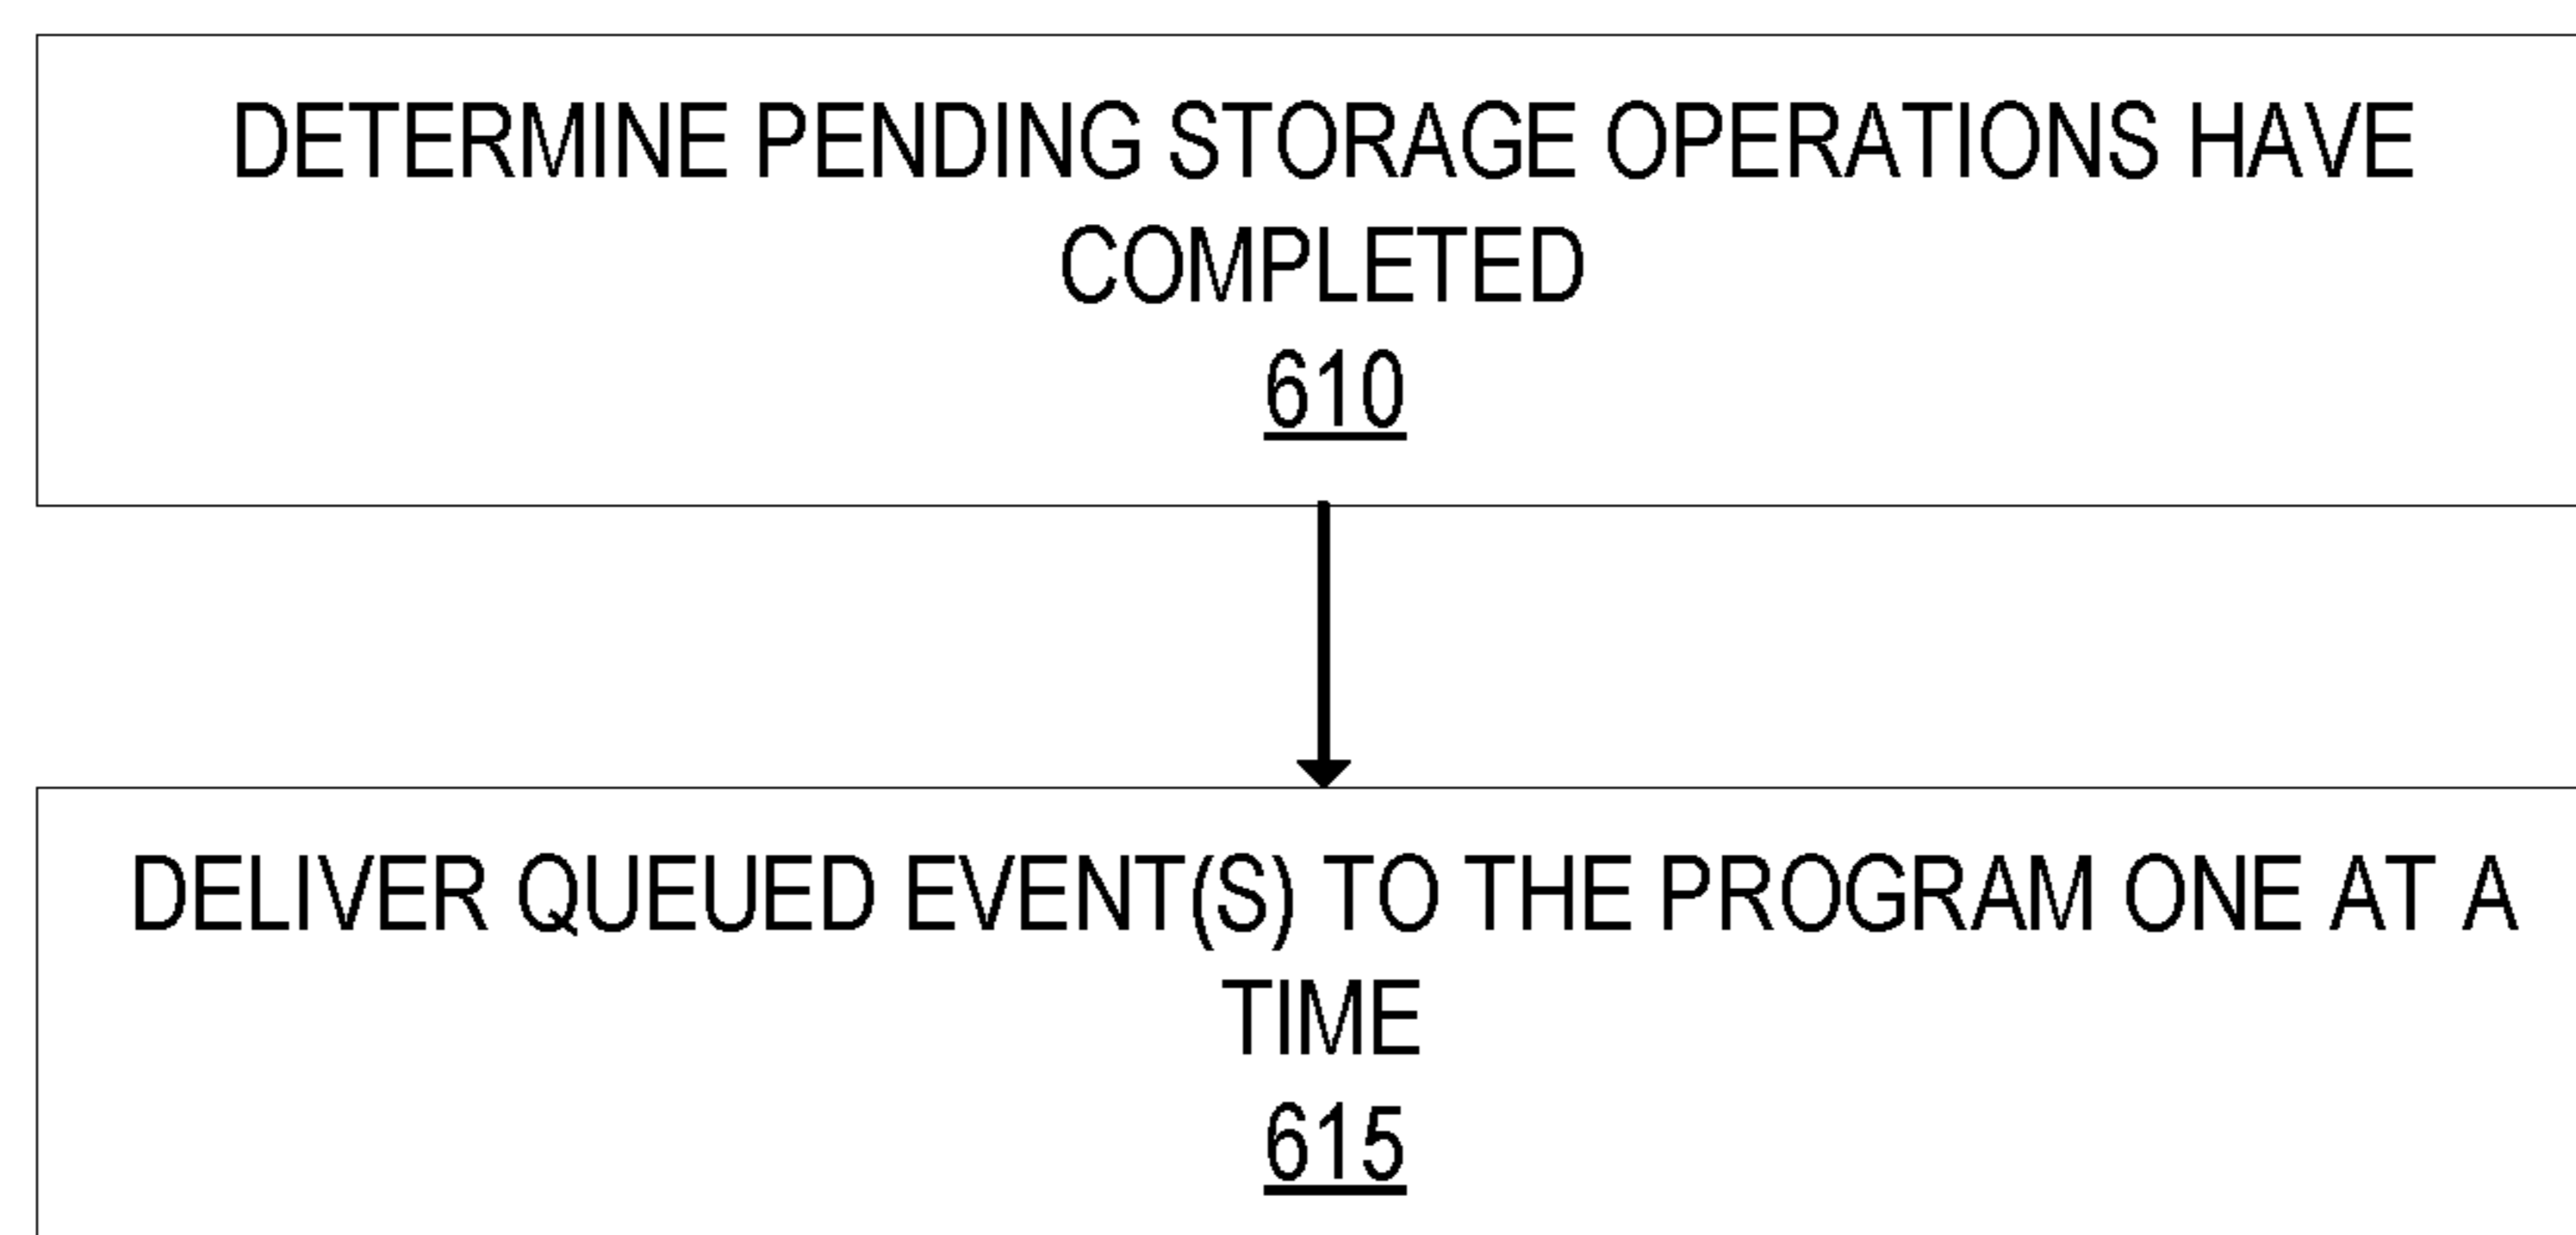 DETERMINE PENDING STORAGE OPERATIONS HAVE
COMPLETED
610
DELIVER QUEUED EVENT(S) TO THE PROGRAM ONE AT A
TIME
615